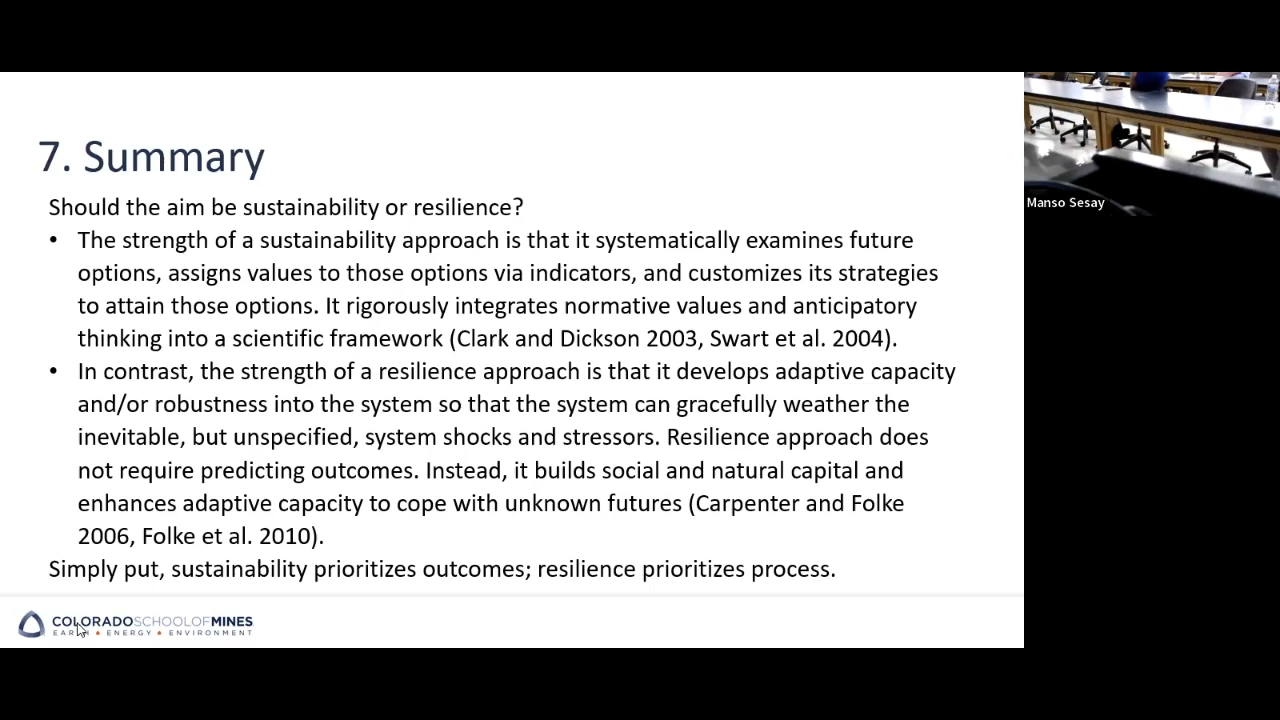 7. Summary
Should the aim be sustainability or resilience?
• The strength of a sustainability approach is that it systematically examines future
options, assigns values to those options via indicators, and customizes its strategies
to attain those options. It rigorously integrates normative values and anticipatory
thinking into a scientific framework (Clark and Dickson 2003, Swart et al. 2004).
• In contrast, the strength of a resilience approach is that it develops adaptive capacity
and/or robustness into the system so that the system can gracefully weather the
inevitable, but unspecified, system shocks and stressors. Resilience approach does
not require predicting outcomes. Instead, it builds social and natural capital and
enhances adaptive capacity to cope with unknown futures (Carpenter and Folke
2006, Folke et al. 2010).
Simply put, sustainability prioritizes outcomes; resilience prioritizes process.
COLORADOSCHOOLOFMINES
EARTH • ENERGY • ENVIRONMENT
Manso Sesay